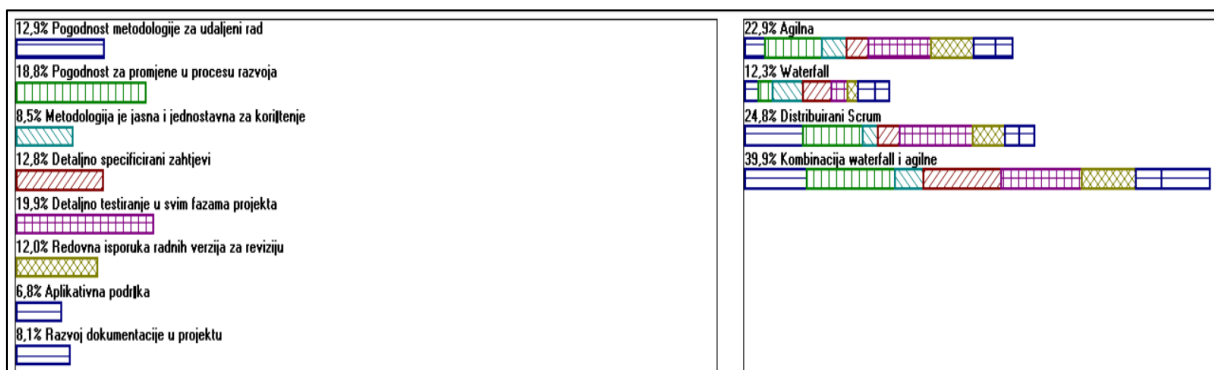 12,9% Pogodnost metodologije za udaljeni rad
18,8% Pogodnost za promjene u procesu razvoja
8,5% Metodologija je jasna i jednostavna za korištenje
12,8% Detaljno specificirani zahtjevi
19,9% Detaljno testiranje u svim fazama projekta
12,0% Redovna isporuka radnih verzija za reviziju
6,8% Aplikativna podrška
8,1% Razvoj dokumentacije u projektu
22,9% Agilna
12,3% Waterfall
24,8% Distribuirani Scrum
39,9% Kombinacija waterfall i agilne